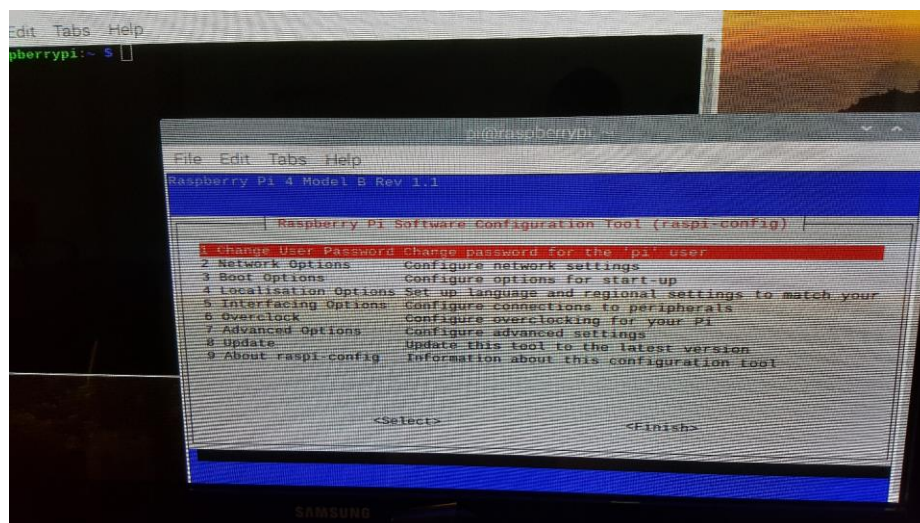 Edit Tabs Help
pberrypi:~ $
pi@raspberrypi: ~
File Edit Tabs Help
Raspberry Pi 4 Model B Rev 1.1
Raspberry Pi Software Configuration Tool (raspi-config)
1 Change User Password Change password for the 'pi' user
2 Network Options Configure network settings
3 Boot Options Configure options for start-up
4 Localisation Options Set up language and regional settings to match your
5 Interfacing Options Configure connections to peripherals
6 Overclock Configure overclocking for your Pi
7 Advanced Options Configure advanced settings
8 Update Update this tool to the latest version
9 About raspi-config Information about this configuration tool
<Select> <Finish>
SAMSUNG